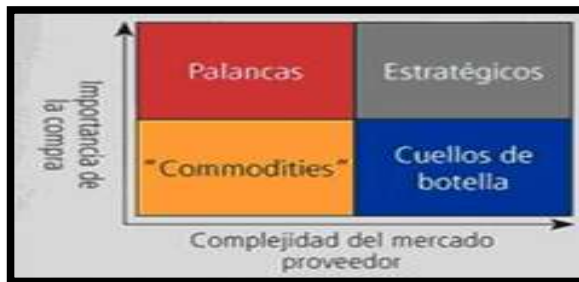 Importancia de
la compra
Palancas
Estratégicos
"Commodities"
Cuellos de
botella
Complejidad del mercado
proveedor